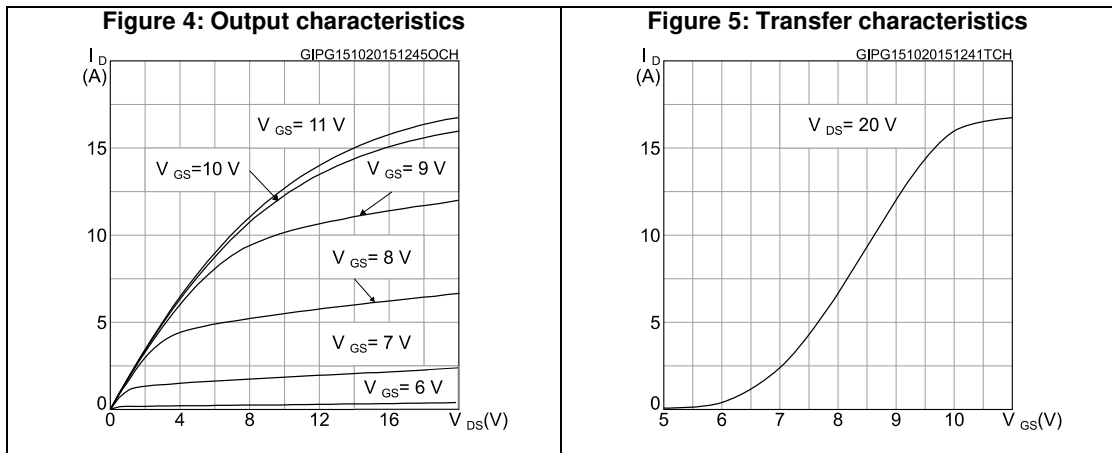 Figure 4: Output characteristics
GIPG151020151245OCH
I D
(A)
15
10
5
0
V GS= 11 V
V GS=10 V
V GS= 9 V
V GS= 8 V
V GS= 7 V
V GS= 6 V
0 4 8 12 16 V DS(V)
Figure 5: Transfer characteristics
GIPG151020151241TCH
I D
(A)
15
10
5
0
V DS= 20 V
5 6 7 8 9 10 V GS(V)